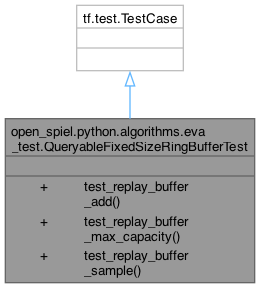 tf.test.TestCase
open_spiel.python.algorithms.eva
_test.QueryableFixedSizeRingBufferTest
+ test_replay_buffer
_add()
+ test_replay_buffer
_max_capacity()
+ test_replay_buffer
_sample()